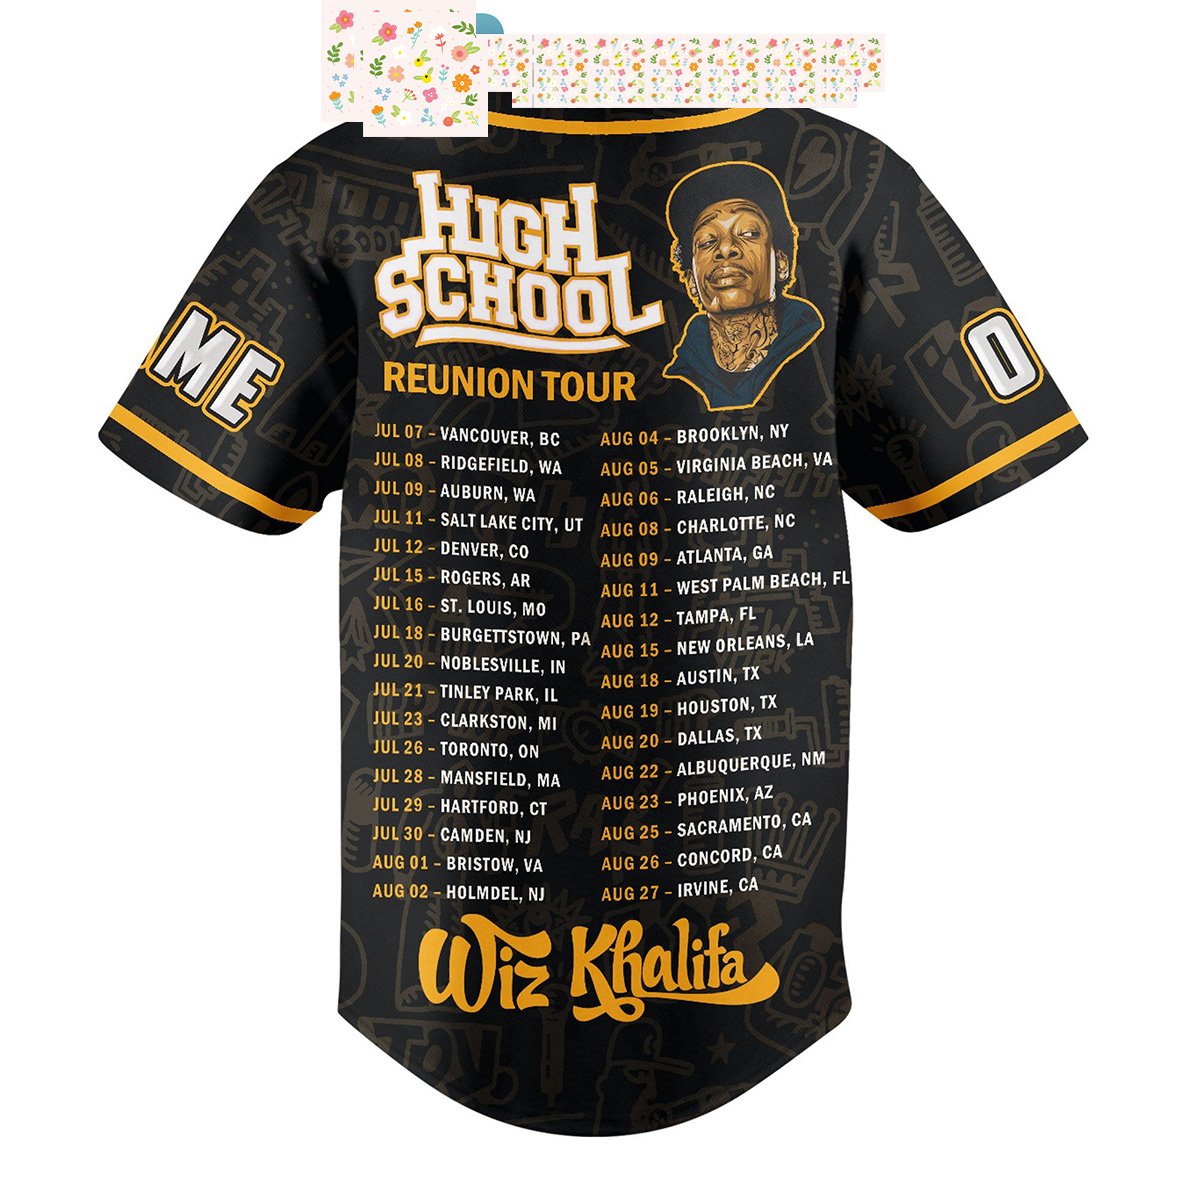 HIGH
SCHOOL
REUNION TOUR
AME
O
JUL 07 – VANCOUVER, BC
JUL 08 – RIDGEFIELD, WA
JUL 09 – AUBURN, WA
JUL 11 – SALT LAKE CITY, UT
JUL 12 – DENVER, CO
JUL 15 – ROGERS, AR
JUL 16 – ST. LOUIS, MO
JUL 18 – BURGETTSTOWN, PA
JUL 20 – NOBLESVILLE, IN
JUL 21 – TINLEY PARK, IL
JUL 23 – CLARKSTON, MI
JUL 26 – TORONTO, ON
JUL 28 – MANSFIELD, MA
JUL 29 – HARTFORD, CT
JUL 30 – CAMDEN, NJ
AUG 01 – BRISTOW, VA
AUG 02 – HOLMDEL, NJ
AUG 04 – BROOKLYN, NY
AUG 05 – VIRGINIA BEACH, VA
AUG 06 – RALEIGH, NC
AUG 08 – CHARLOTTE, NC
AUG 09 – ATLANTA, GA
AUG 11 – WEST PALM BEACH, FL
AUG 12 – TAMPA, FL
AUG 15 – NEW ORLEANS, LA
AUG 18 – AUSTIN, TX
AUG 19 – HOUSTON, TX
AUG 20 – DALLAS, TX
AUG 22 – ALBUQUERQUE, NM
AUG 23 – PHOENIX, AZ
AUG 25 – SACRAMENTO, CA
AUG 26 – CONCORD, CA
AUG 27 – IRVINE, CA
Wiz Khalifa